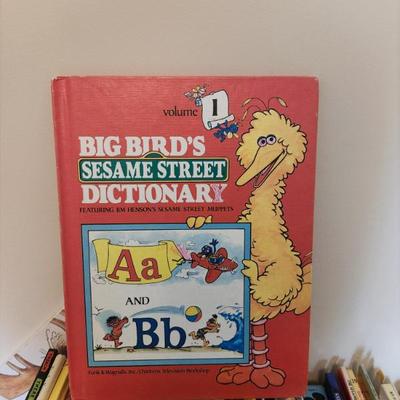 volume 1
BIG BIRD'S
SESAME STREET
DICTIONARY
FEATURING JIM HENSON'S SESAME STREET MUPPETS
Aa
AND
Bb
Funk & Wagnalls, Inc./Children's Television Workshop